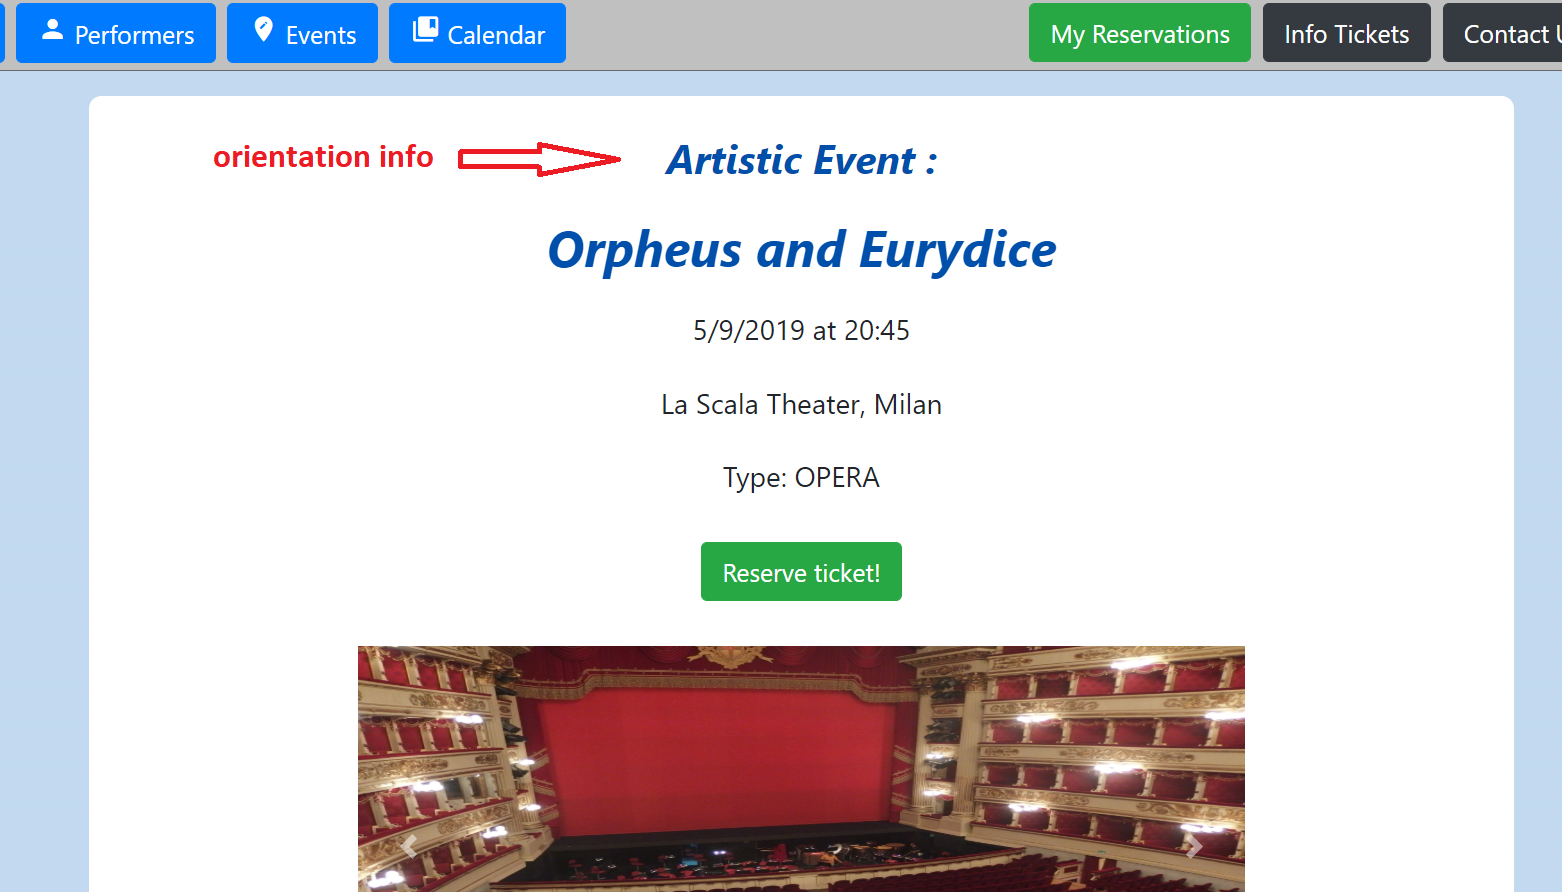 Performers Events Calendar My Reservations Info Tickets Contact
orientation info Artistic Event :
Orpheus and Eurydice
5/9/2019 at 20:45
La Scala Theater, Milan
Type: OPERA
Reserve ticket!